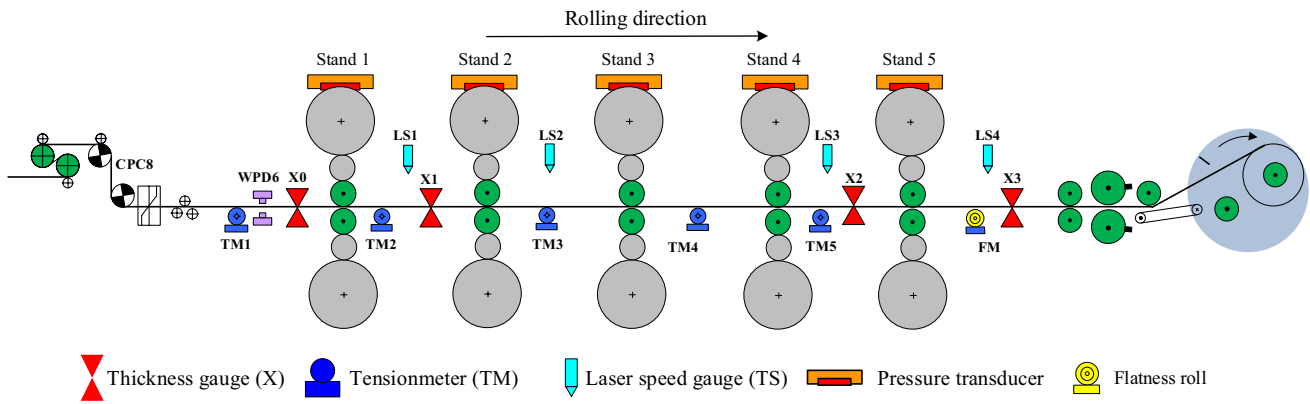 Rolling direction
Stand 1
Stand 2
Stand 3
Stand 4
Stand 5
CPC8
WPD6
X0
LS1
X1
LS2
LS3
X2
LS4
X3
TM1
TM2
TM3
TM4
TM5
FM
Thickness gauge (X)
Tensionmeter (TM)
Laser speed gauge (TS)
Pressure transducer
Flatness roll